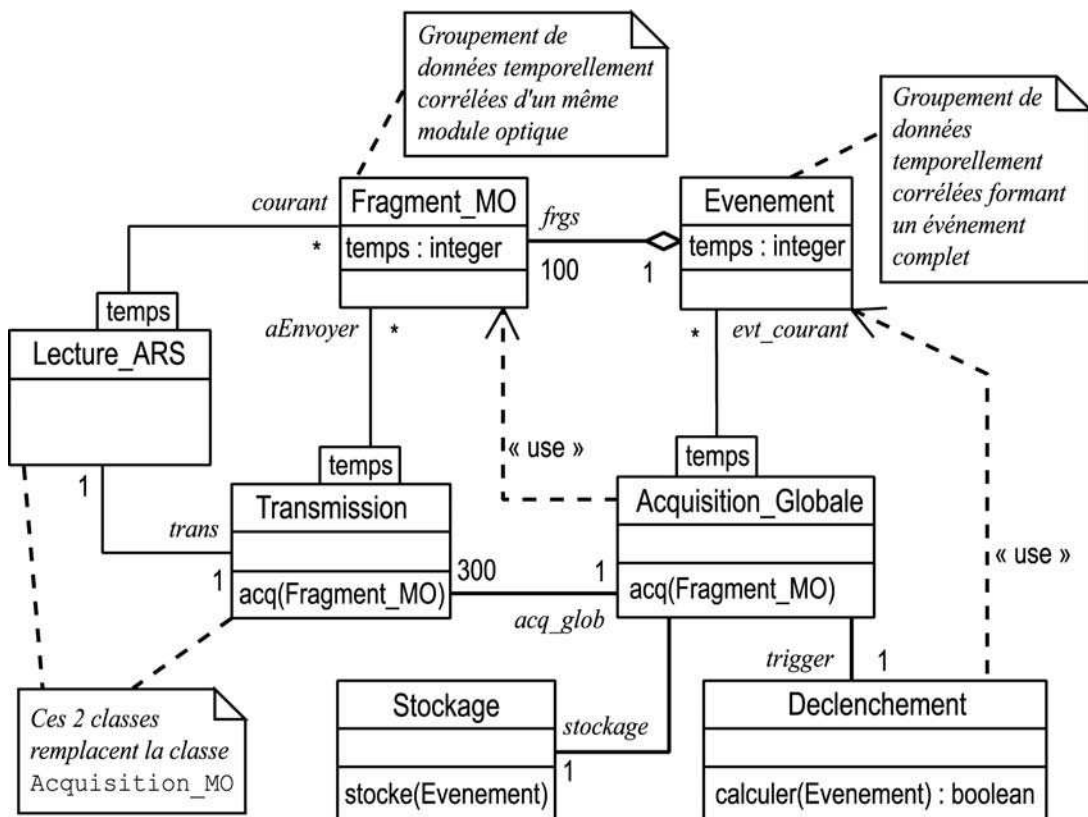 Groupement de
données temporellement
corrélées d'un même
module optique
Groupement de
données
temporellement
corrélées formant
un événement
complet
courant
*
Fragment_MO
temps : integer
frgs
100
1
Evenement
temps : integer
temps
Lecture_ARS
1
aEnvoyer
*
« use »
*
evt_courant
« use »
temps
Transmission
acq(Fragment_MO)
trans
1
300
1
acq_glob
temps
Acquisition_Globale
acq(Fragment_MO)
trigger
1
Ces 2 classes
remplacent la classe
Acquisition_MO
Stockage
stocke(Evenement)
stockage
1
Declenchement
calculer(Evenement) : boolean